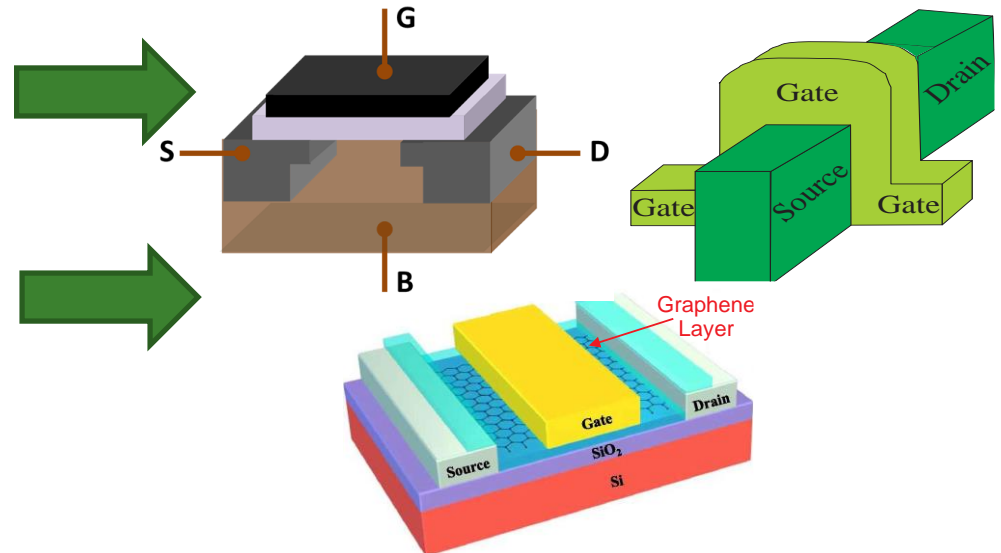 G
S
D
B
Drain
Gate
Source
Gate
Gate
Graphene
Layer
Drain
Gate
SiO₂
Source
Si